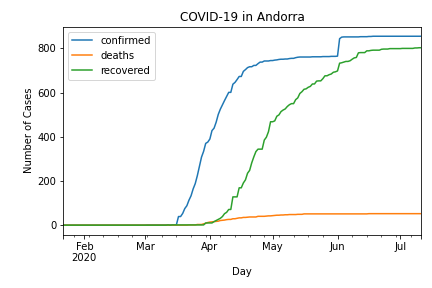 COVID-19 in Andorra
confirmed
deaths
recovered
Number of Cases
800
600
400
200
0
Feb
2020
Mar
Apr
May
Jun
Jul
Day